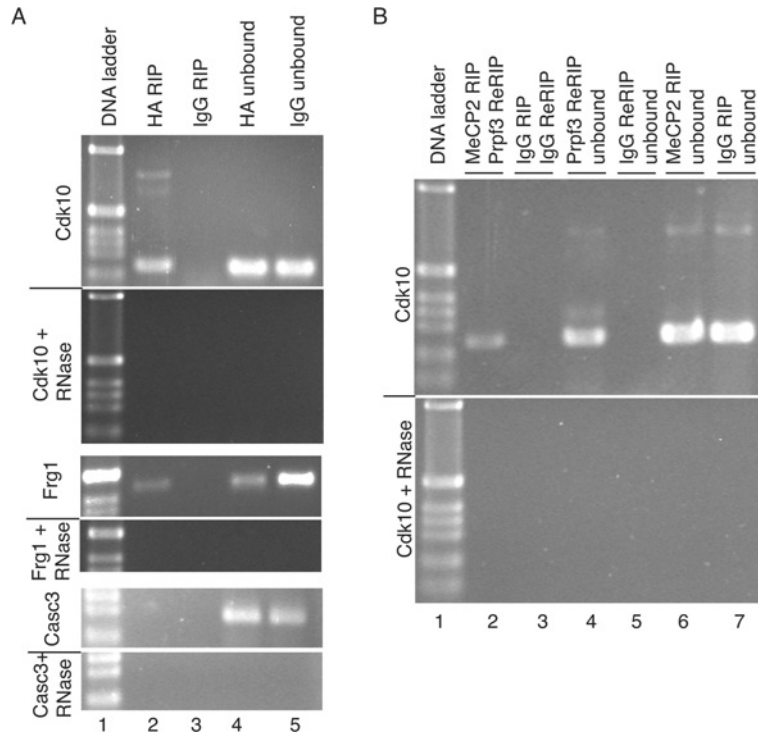 A
DNA ladder
HA RIP
IgG RIP
HA unbound
IgG unbound
Cdk10
Cdk10 +
RNase
Frg1
Frg1 +
RNase
Casc3
Casc3+
RNase
1 2 3 4 5
B
DNA ladder
MeCP2 RIP
Prpf3 ReRIP
IgG RIP
IgG ReRIP
Prpf3 ReRIP
unbound
IgG ReRIP
unbound
MeCP2 RIP
unbound
IgG RIP
unbound
Cdk10
Cdk10 + RNase
1 2 3 4 5 6 7